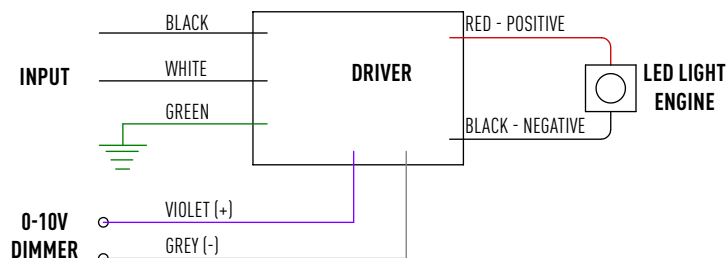 BLACK
RED - POSITIVE
INPUT
WHITE
DRIVER
LED LIGHT
ENGINE
GREEN
BLACK - NEGATIVE
0-10V
DIMMER
VIOLET (+)
GREY (-)